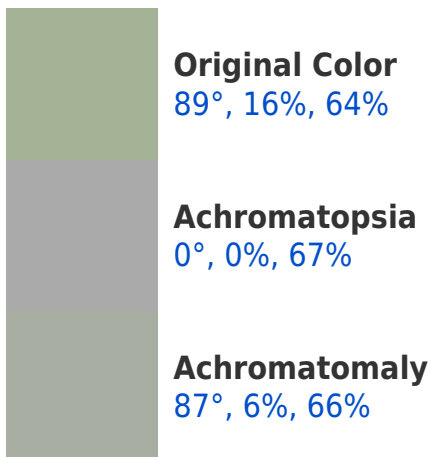 Original Color
89°, 16%, 64%
Achromatopsia
0°, 0%, 67%
Achromatomaly
87°, 6%, 66%